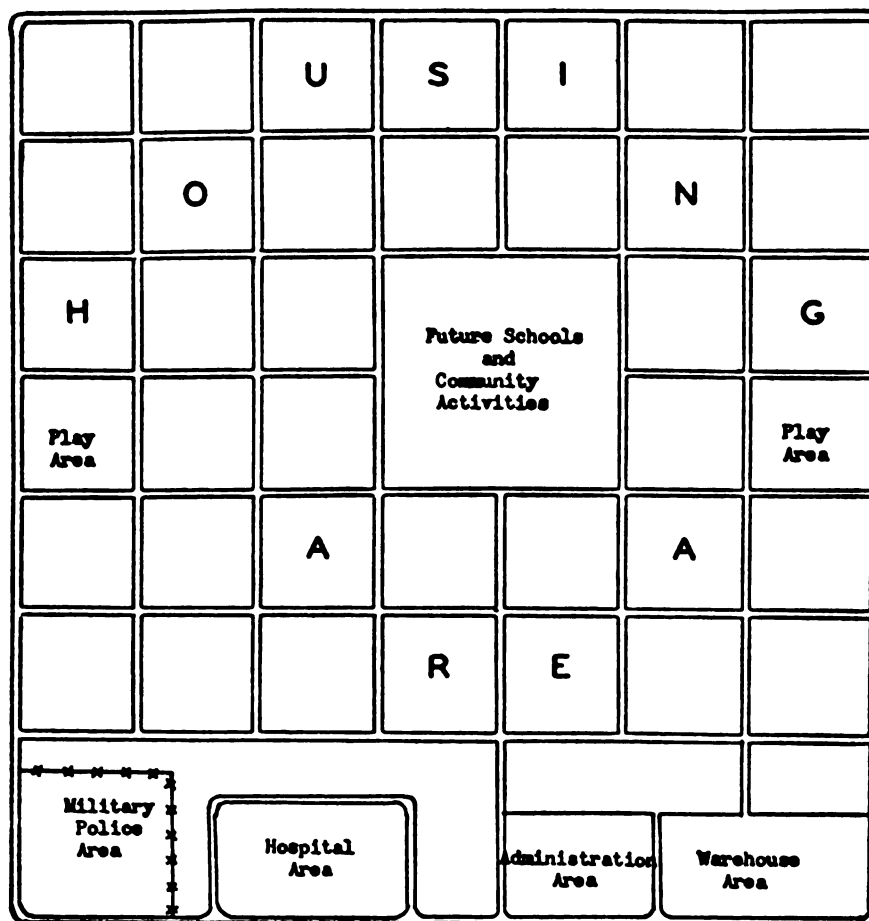 U S I
O N
H G
Future Schools
and
Community
Activities
Play
Area
Play
Area
A A
R E
Military
Police
Area
Hospital
Area
Administration
Area
Warehouse
Area